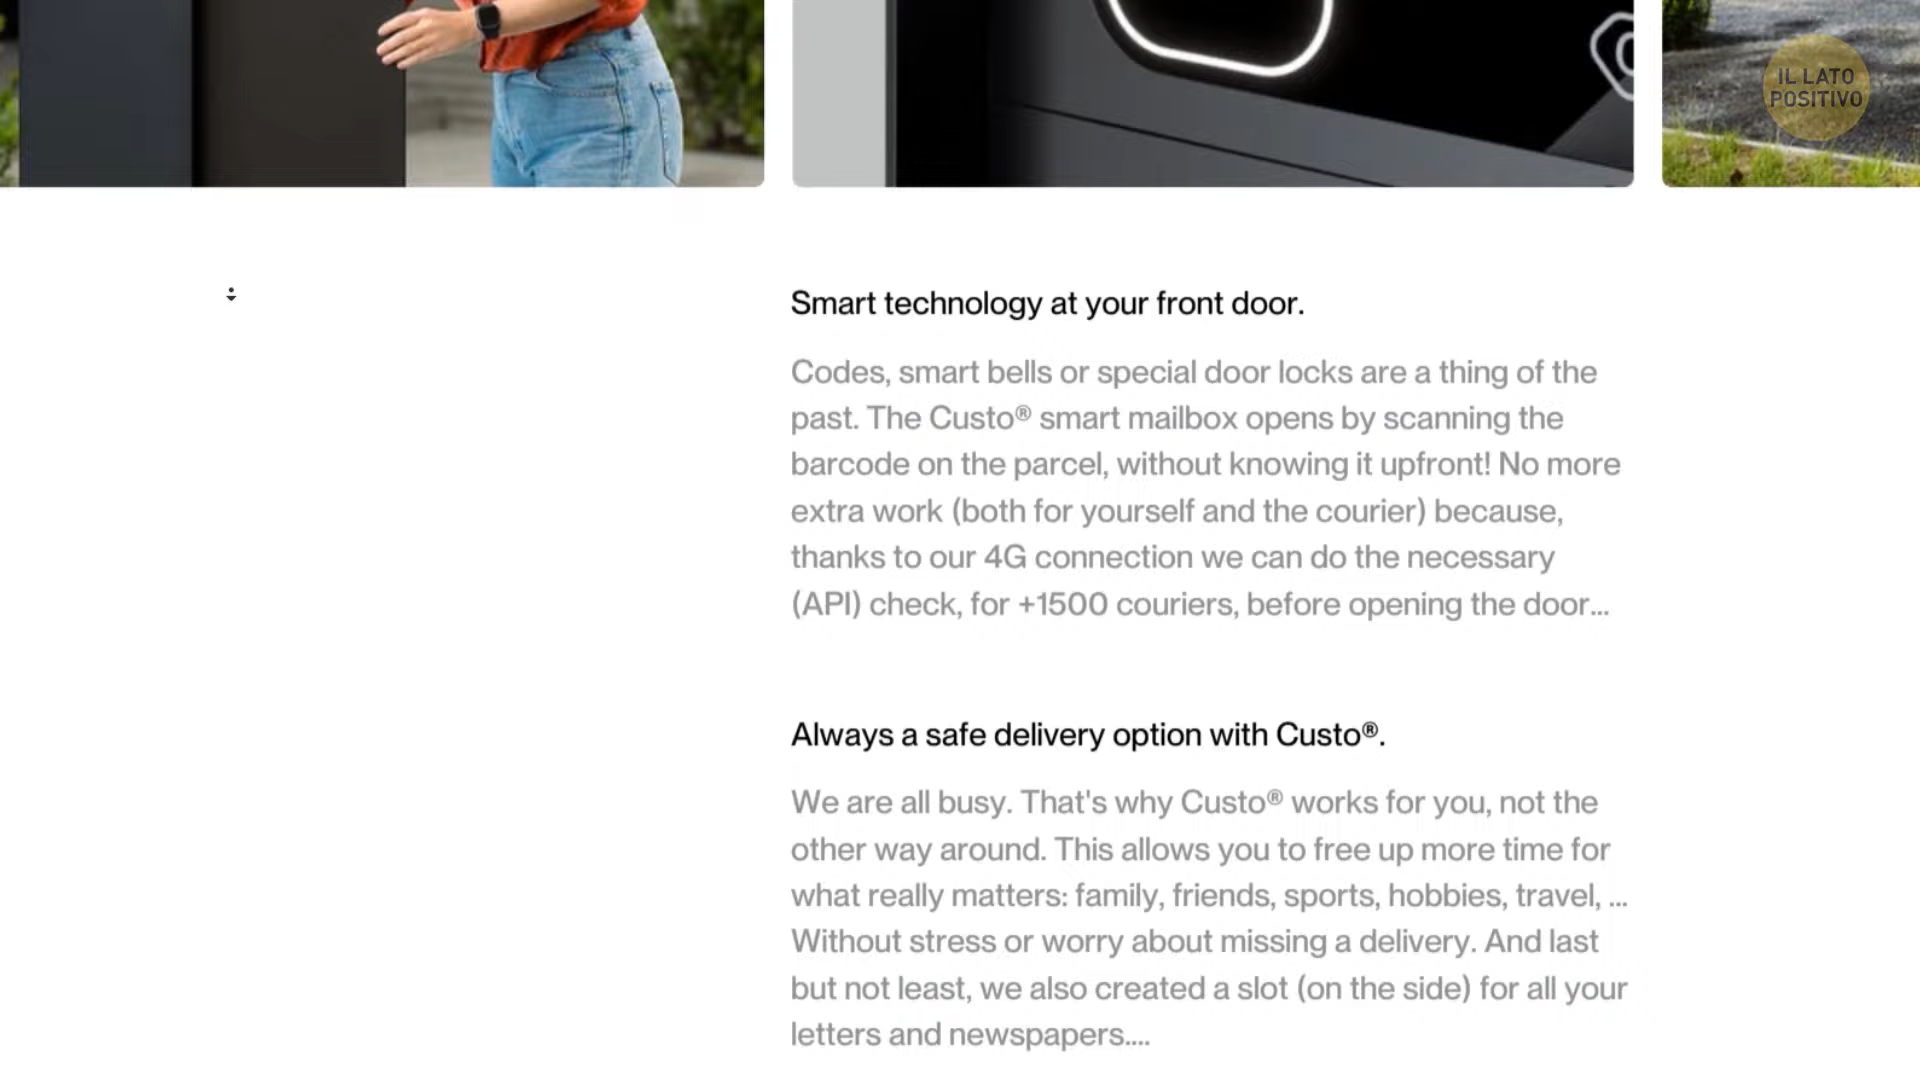 IL LATO
POSITIVO
Smart technology at your front door.
Codes, smart bells or special door locks are a thing of the
past. The Custo® smart mailbox opens by scanning the
barcode on the parcel, without knowing it upfront! No more
extra work (both for yourself and the courier) because,
thanks to our 4G connection we can do the necessary
(API) check, for +1500 couriers, before opening the door...
Always a safe delivery option with Custo®.
We are all busy. That's why Custo® works for you, not the
other way around. This allows you to free up more time for
what really matters: family, friends, sports, hobbies, travel, ...
Without stress or worry about missing a delivery. And last
but not least, we also created a slot (on the side) for all your
letters and newspapers....